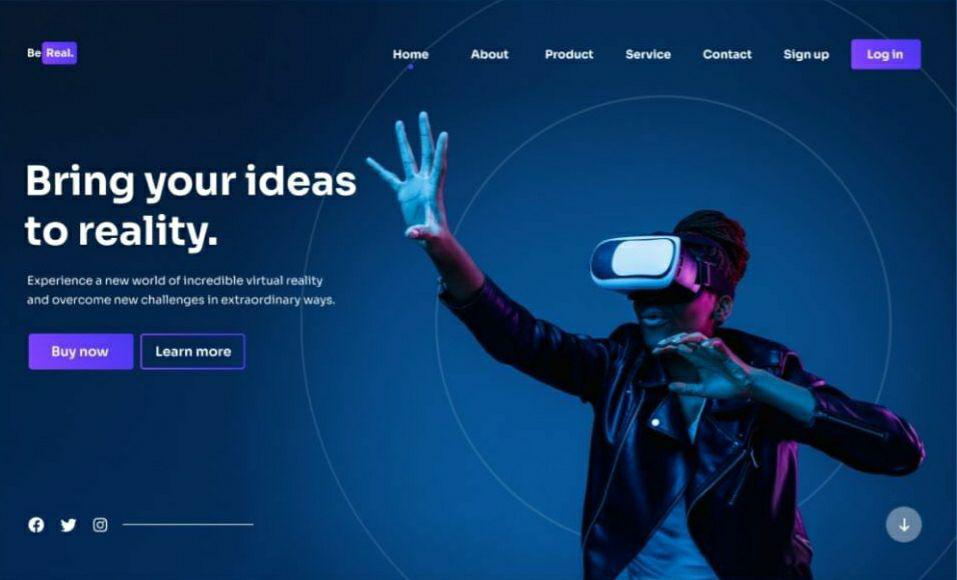 Be Real.
Home About Product Service Contact Sign up Log in
Bring your ideas
to reality.
Experience a new world of incredible virtual reality
and overcome new challenges in extraordinary ways.
Buy now Learn more